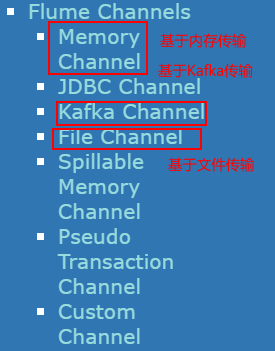 Flume Channels
Memory 基于内存传输
Channel 基于Kafka传输
JDBC Channel
Kafka Channel
File Channel
Spillable 基于文件传输
Memory
Channel
Pseudo
Transaction
Channel
Custom
Channel